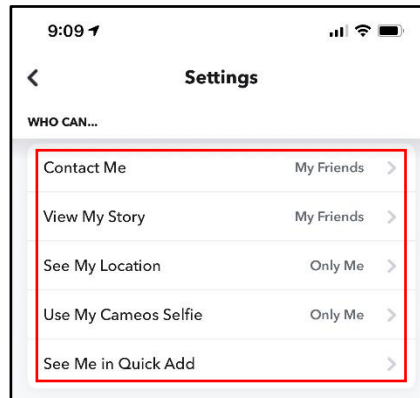 9:09
Settings
WHO CAN...
Contact Me My Friends
View My Story My Friends
See My Location Only Me
Use My Cameos Selfie Only Me
See Me in Quick Add